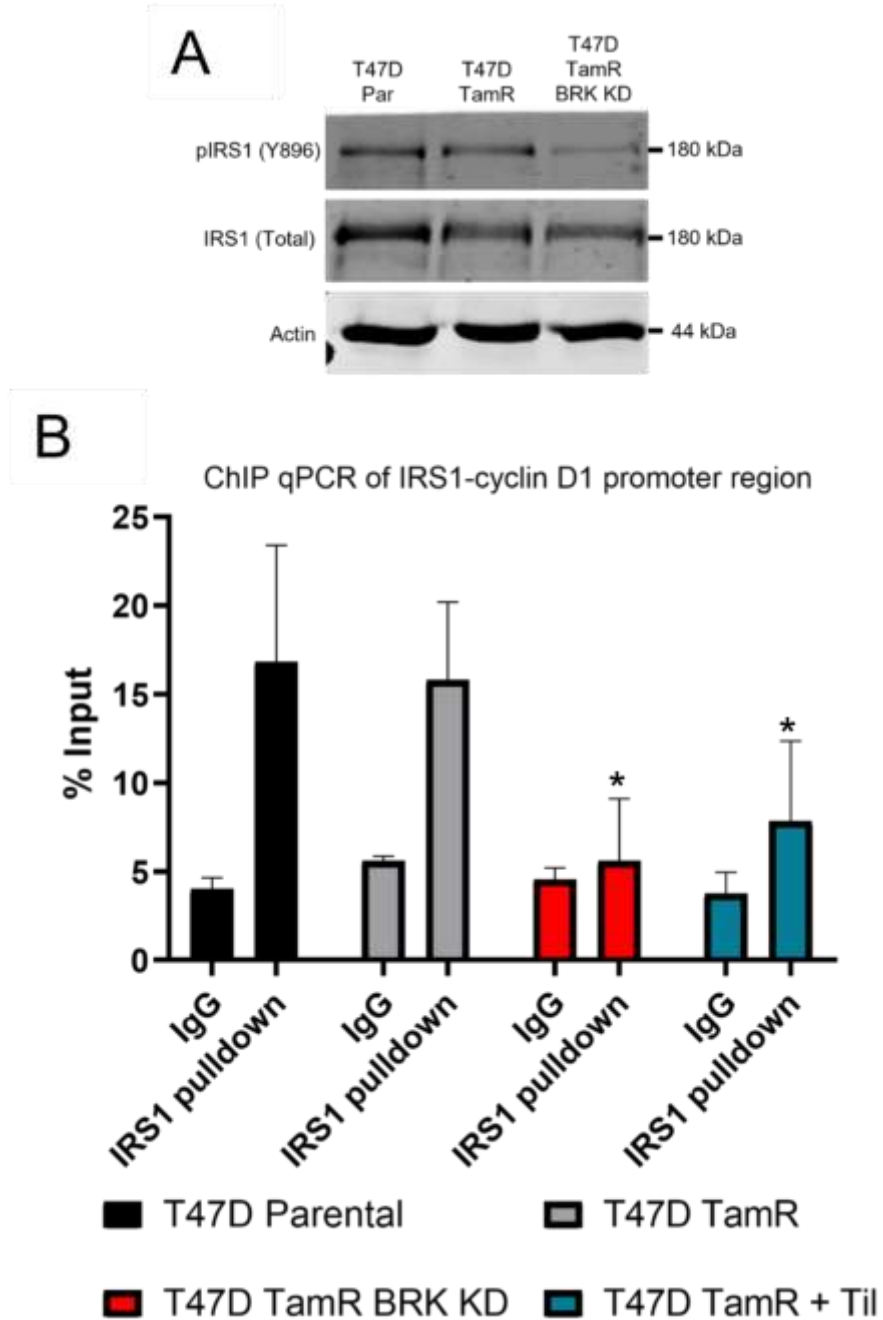 A
T47D
Par
T47D
TamR
T47D
TamR
BRK KD
pIRS1 (Y896)
180 kDa
IRS1 (Total)
180 kDa
Actin
44 kDa
B
ChIP qPCR of IRS1-cyclin D1 promoter region
% Input
25
20
15
10
5
0
*
*
IgG
IRS1 pulldown
IgG
IRS1 pulldown
IgG
IRS1 pulldown
IgG
IRS1 pulldown
T47D Parental
T47D TamR
T47D TamR BRK KD
T47D TamR + Til